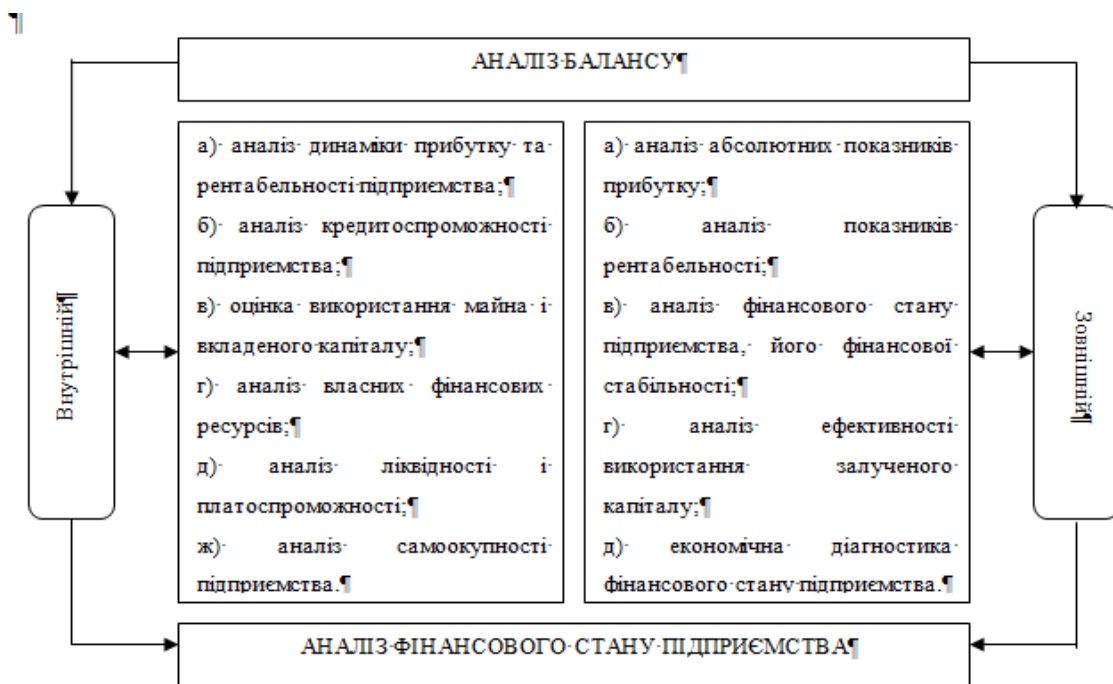 АНАЛІЗ БАЛАНСУ
Внутрішній
а) аналіз динаміки прибутку та
рентабельності підприємства;
б) аналіз кредитоспроможності
підприємства;
в) оцінка використання майна і
вкладеного капіталу;
г) аналіз власних фінансових
ресурсів;
д) аналіз ліквідності і
платоспроможності;
ж) аналіз самоокупності
підприємства.
а) аналіз абсолютних показників
прибутку;
б) аналіз показників
рентабельності;
в) аналіз фінансового стану
підприємства, його фінансової
стабільності;
г) аналіз ефективності
використання залученого
капіталу;
д) економічна діагностика
фінансового стану підприємства.
Зовнішній
АНАЛІЗ ФІНАНСОВОГО СТАНУ ПІДПРИЄМСТВА